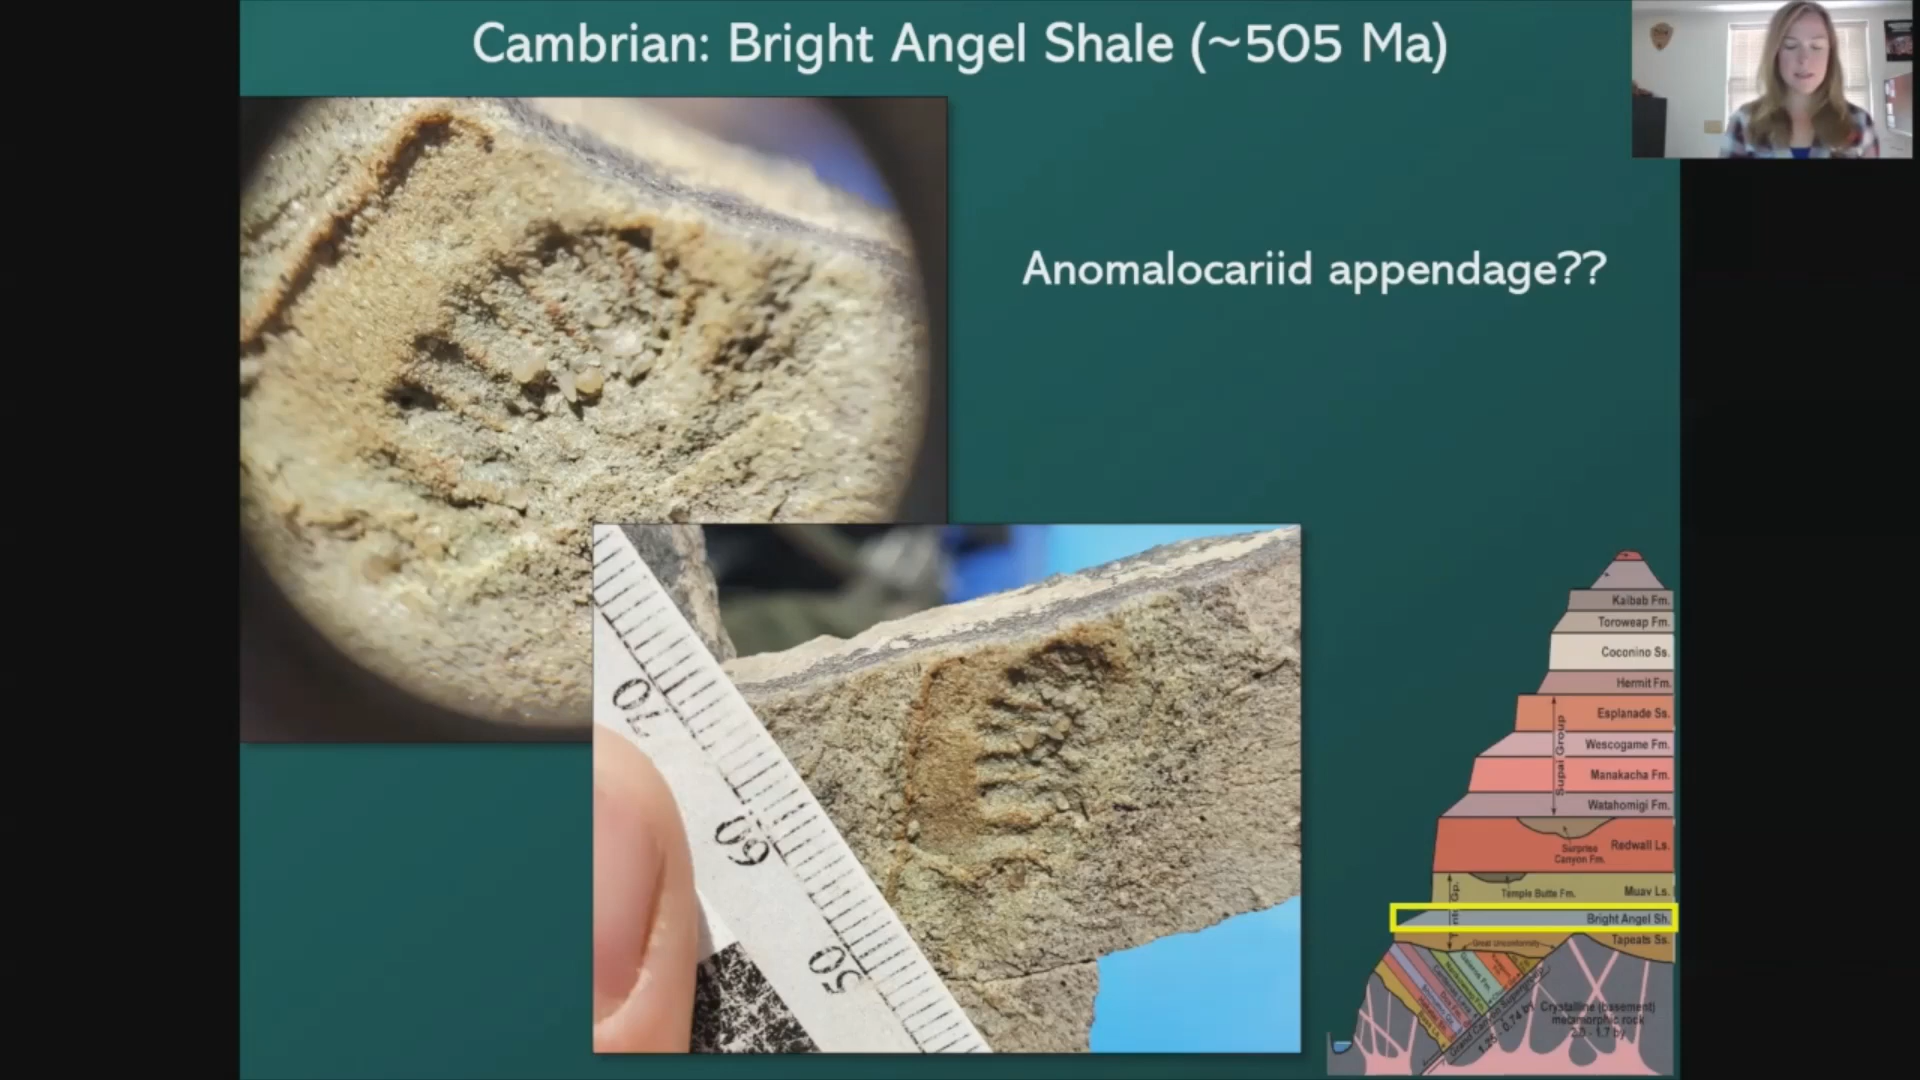 Cambrian: Bright Angel Shale (~505 Ma)
Anomalocariid appendage??
70
60
50
Kaibab Fm.
Toroweap Fm.
Coconino Ss.
Hermit Fm.
Esplanade Ss.
Supai Group
Wescogame Fm.
Manakacha Fm.
Watahomigi Fm.
Surprise
Canyon Fm.
Redwall Ls.
Temple Butte Fm.
Muav Ls.
Bright Angel Sh.
Tapeats Ss.
Great Unconformity
Crystalline (basement)
metamorphic rock